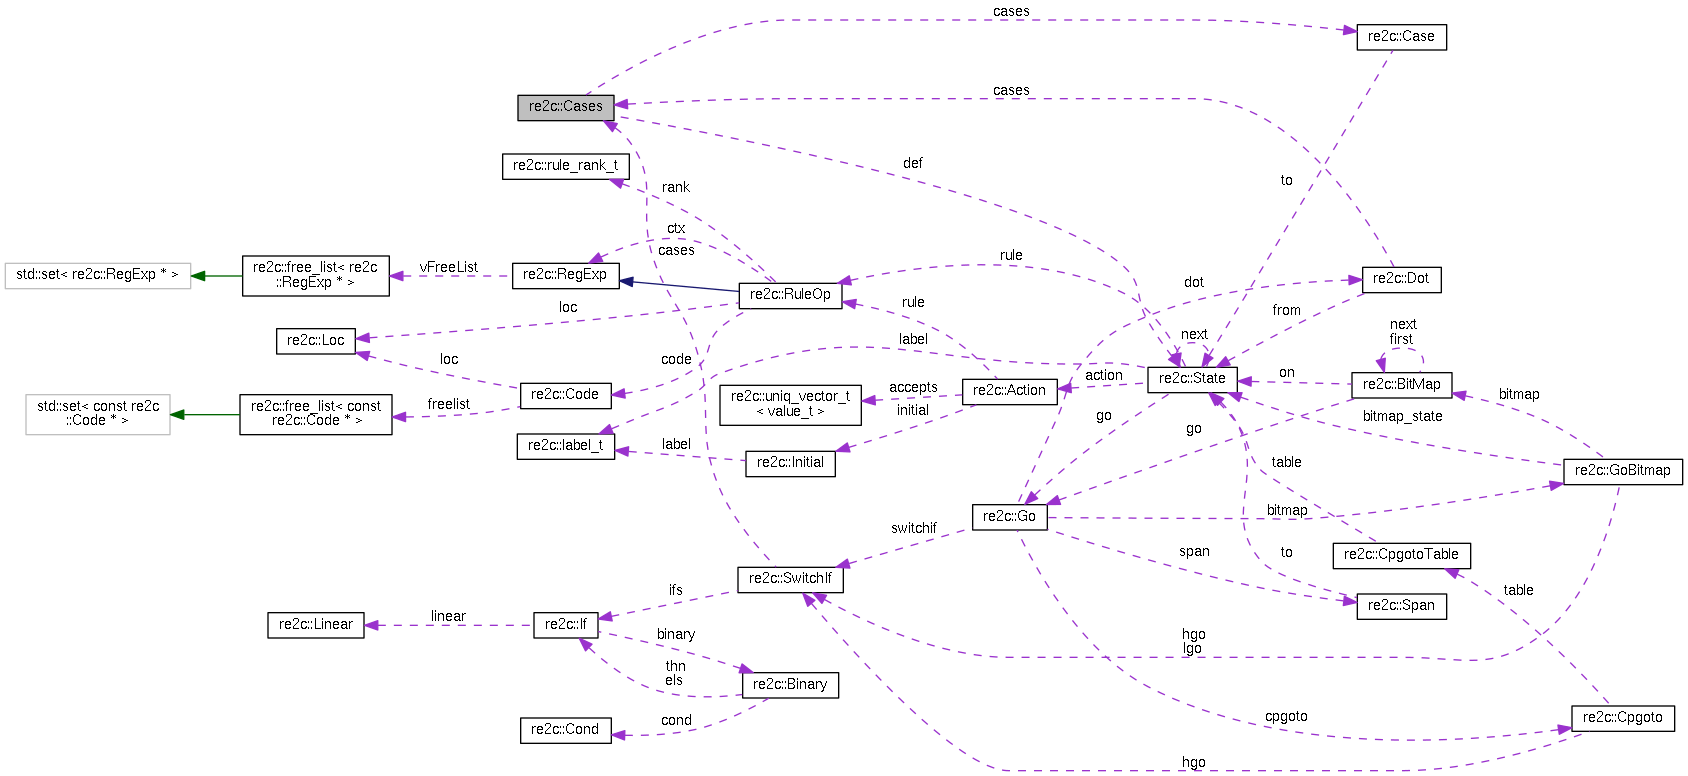 cases
re2c::Case
cases
re2c::Cases
def
re2c::rule_rank_t
rank
to
ctx
cases
rule
vFreeList
std::set< re2c::RegExp * >
re2c::free_list< re2c
::RegExp * >
re2c::RegExp
re2c::RuleOp
dot
re2c::Dot
loc
rule
from
re2c::Loc
label
next
next
first
loc
code
action
on
re2c::State
re2c::BitMap
re2c::Code
re2c::uniq_vector_t
< value_t >
accepts
re2c::Action
bitmap
std::set< const re2c
::Code * >
re2c::free_list< const
re2c::Code * >
freelist
initial
go
go
bitmap_state
re2c::label_t
label
re2c::Initial
table
re2c::GoBitmap
re2c::Go
bitmap
switchif
span
to
re2c::CpgotoTable
re2c::SwitchIf
ifs
re2c::Span
table
re2c::Linear
linear
re2c::If
binary
hgo
lgo
thn
els
re2c::Binary
re2c::Cond
cond
cpgoto
re2c::Cpgoto
hgo